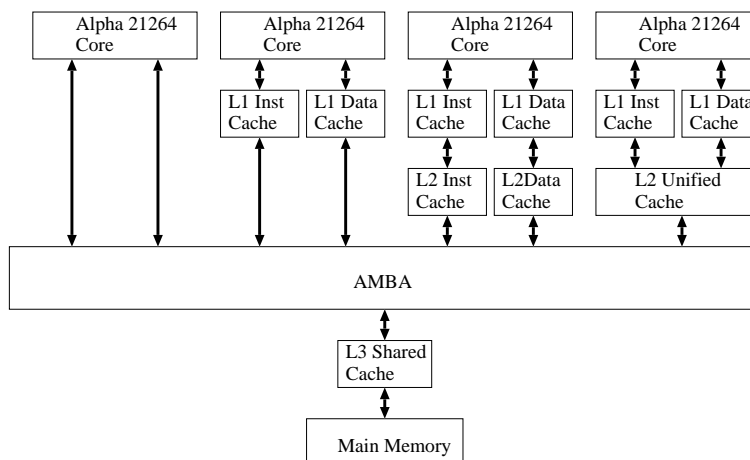 Alpha 21264
Core
Alpha 21264
Core
Alpha 21264
Core
Alpha 21264
Core
L1 Inst
Cache
L1 Data
Cache
L1 Inst
Cache
L1 Data
Cache
L1 Inst
Cache
L1 Data
Cache
L2 Inst
Cache
L2Data
Cache
L2 Unified
Cache
AMBA
L3 Shared
Cache
Main Memory